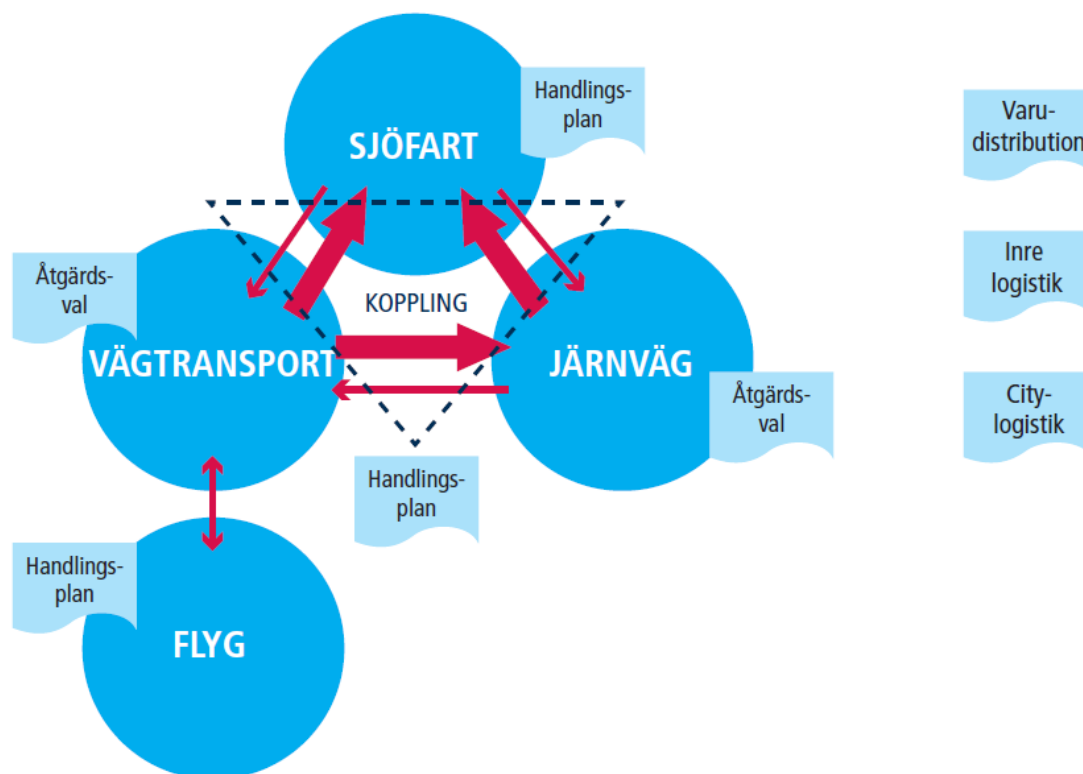 Handlings-
plan
SJÖFART
Varu-
distribution
Åtgärds-
val
KOPPLING
Inre
logistik
VÄGTRANSPORT
JÄRNVÄG
Åtgärds-
val
City-
logistik
Handlings-
plan
Handlings-
plan
FLYG